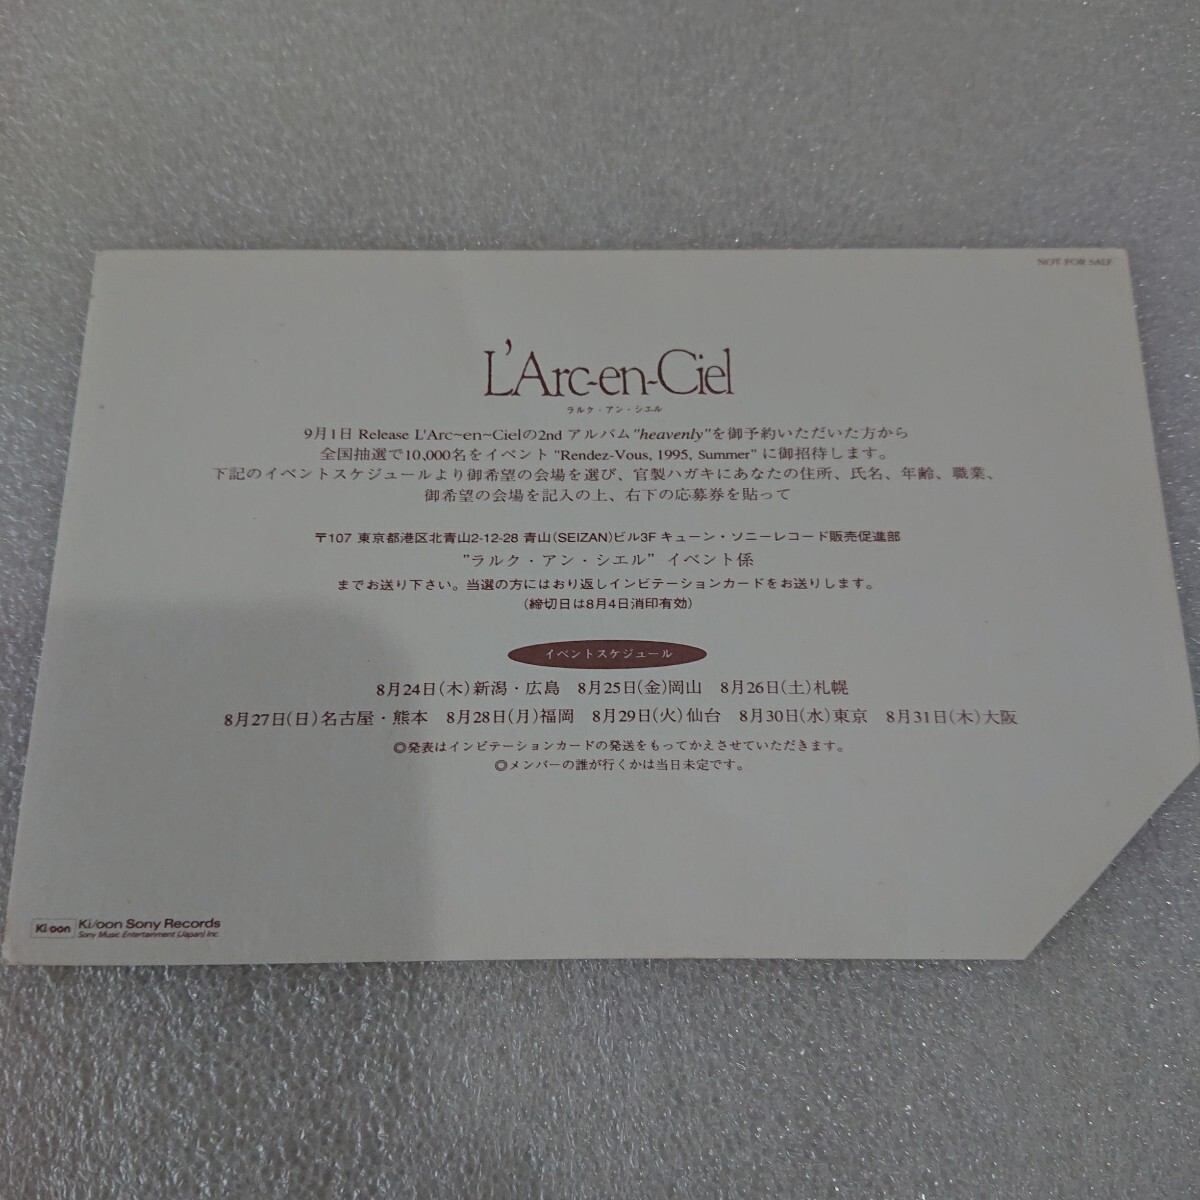 NOT FOR SALE
L'Arc-en-Ciel
ラルク・アン・シエル
9月1日 Release L'Arc~en~Cielの2nd アルバム"heavenly"を御予約いただいた方から
全国抽選で10,000名をイベント "Rendez-Vous, 1995, Summer" に御招待します。
下記のイベントスケジュールより御希望の会場を選び、官製ハガキにあなたの住所、氏名、年齢、職業、
御希望の会場を記入の上、右下の応募券を貼って
〒107 東京都港区北青山2-12-28 青山(SEIZAN)ビル3F キューン・ソニーレコード販売促進部
"ラルク・アン・シエル" イベント係
までお送り下さい。当選の方にはおり返しインビテーションカードをお送りします。
(締切日は8月4日消印有効)
イベントスケジュール
8月24日(木)新潟・広島 8月25日(金)岡山 8月26日(土)札幌
8月27日(日)名古屋・熊本 8月28日(月)福岡 8月29日(火)仙台 8月30日(水)東京 8月31日(木)大阪
◎発表はインビテーションカードの発送をもってかえさせていただきます。
◎メンバーの誰が行くかは当日未定です。
Ki/oon Ki/oon Sony Records
Sony Music Entertainment (Japan) Inc.